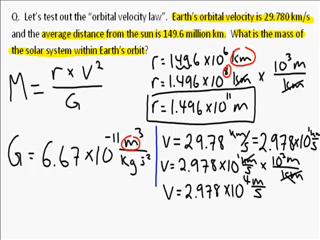 Q. Let's test out the "orbital velocity law". Earth's orbital velocity is 29.780 km/s
and the average distance from the sun is 149.6 million km. What is the mass of
the solar system within Earth's orbit?
M = r × v² / G
G = 6.67×10⁻¹¹ m³ / kg s²
r = 149.6 × 10⁶ km
r = 1.496 × 10⁸ km × 10³ m / km
r = 1.496 × 10¹¹ m
V = 29.78 km/s = 2.978×10¹ km/s
V = 2.978 × 10¹ km/s × 10³ m / km
V = 2.978 × 10⁴ m/s